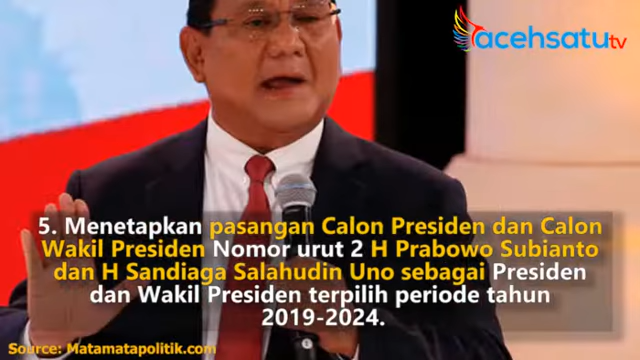 acehsatutv
5. Menetapkan pasangan Calon Presiden dan Calon
Wakil Presiden Nomor urut 2 H Prabowo Subianto
dan H Sandiaga Salahudin Uno sebagai Presiden
dan Wakil Presiden terpilih periode tahun
2019-2024.
Source: Matamatapolitik.com